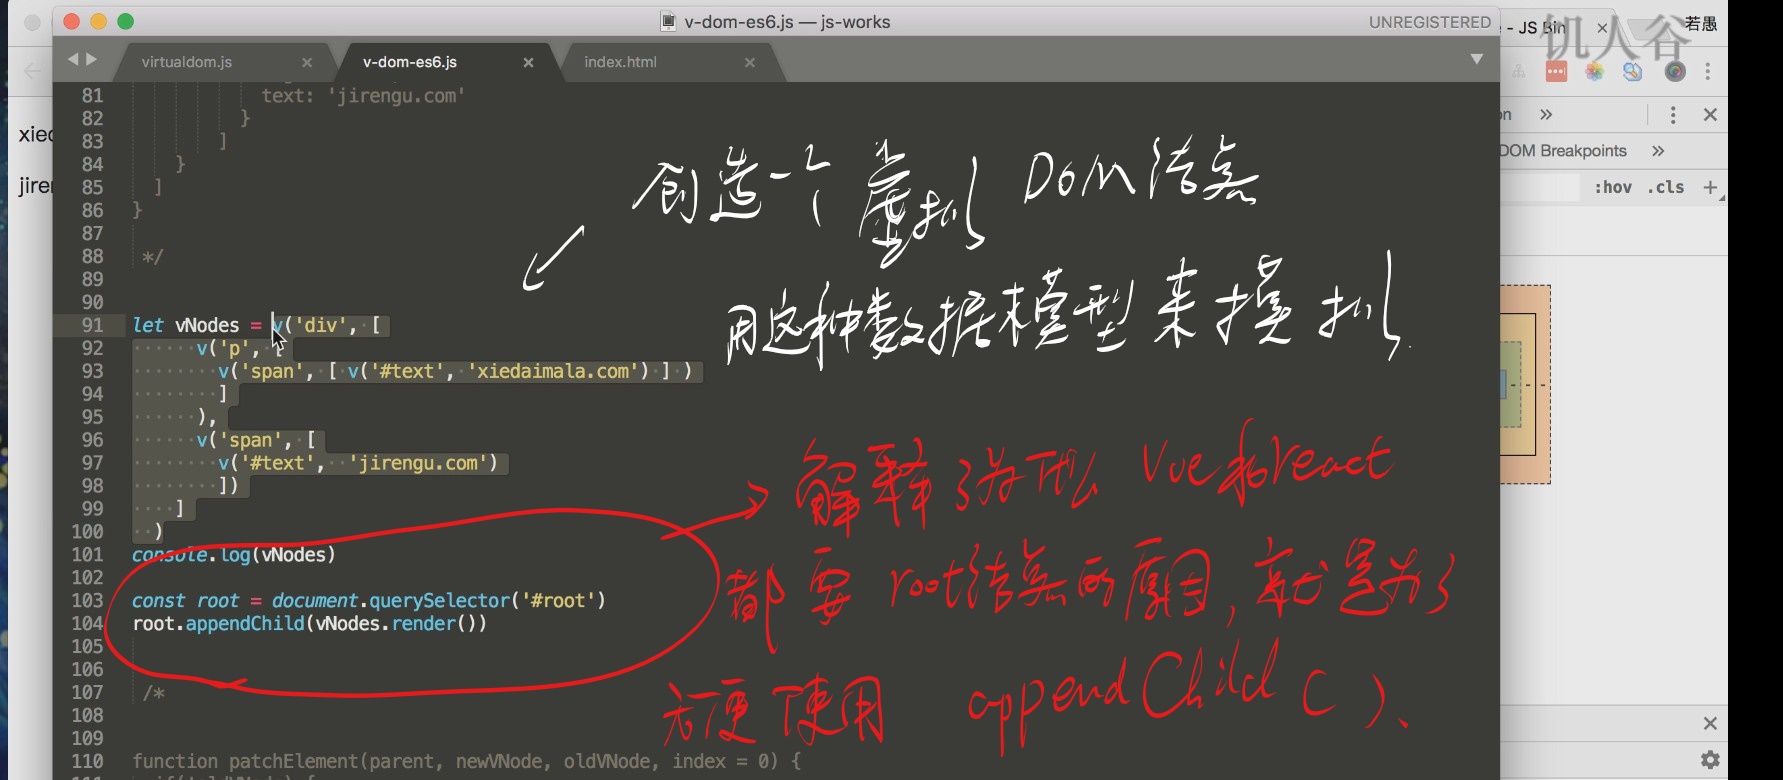 v-dom-es6.js — js-works
UNREGISTERED
- JS Bin
若愚
饥人谷
virtualdom.js
v-dom-es6.js
index.html
81 text: 'jirengu.com'
82 }
83 ]
84 }
85 ]
86 }
87
88 */
89
90
91 let vNodes = v('div', [
92 v('p', [
93 v('span', [ v('#text', 'xiedaimala.com') ] )
94 ]
95 ),
96 v('span', [
97 v('#text', 'jirengu.com')
98 ])
99 ]
100 )
101 console.log(vNodes)
102
103 const root = document.querySelector('#root')
104 root.appendChild(vNodes.render())
105
106
107 /*
108
109
110 function patchElement(parent, newVNode, oldVNode, index = 0) {
创造一个虚拟DOM结点
用这种数据模型来模拟.
解释了为什么 Vue和react
都要root结点的原因,就是为了
方便使用 appendChild().
xied
jirer
on
DOM Breakpoints
:hov .cls +